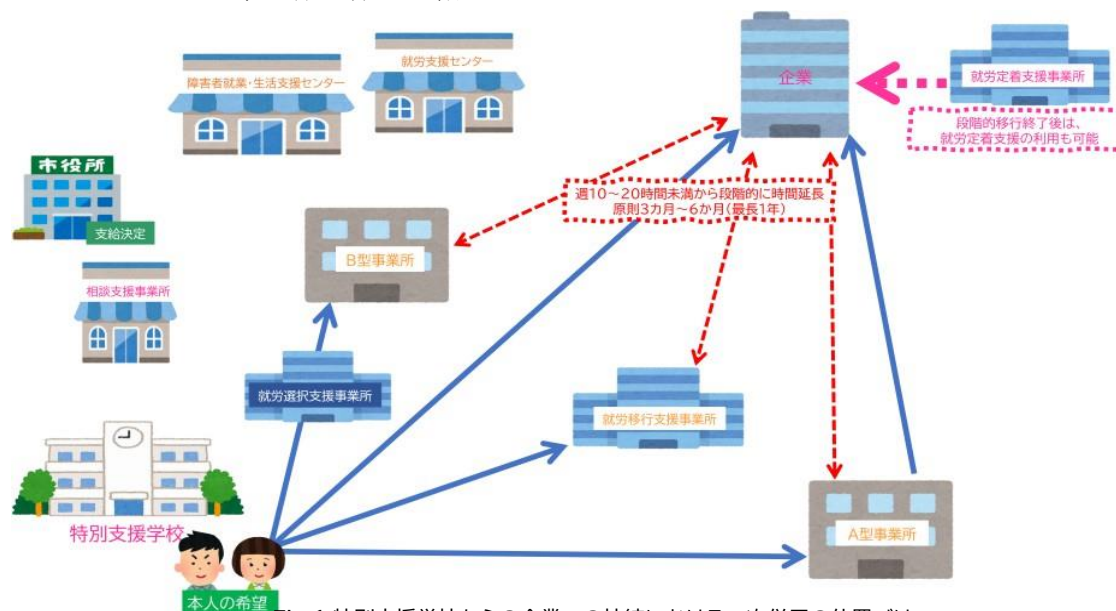 就労支援センター
障害者就業・生活支援センター
企業
就労定着支援事業所
段階的移行終了後は、
就労定着支援の利用も可能
市役所
支給決定
週10～20時間未満から段階的に時間延長
原則3カ月～6か月(最長1年)
B型事業所
相談支援事業所
就労選択支援事業所
就労移行支援事業所
特別支援学校
A型事業所
本人の希望